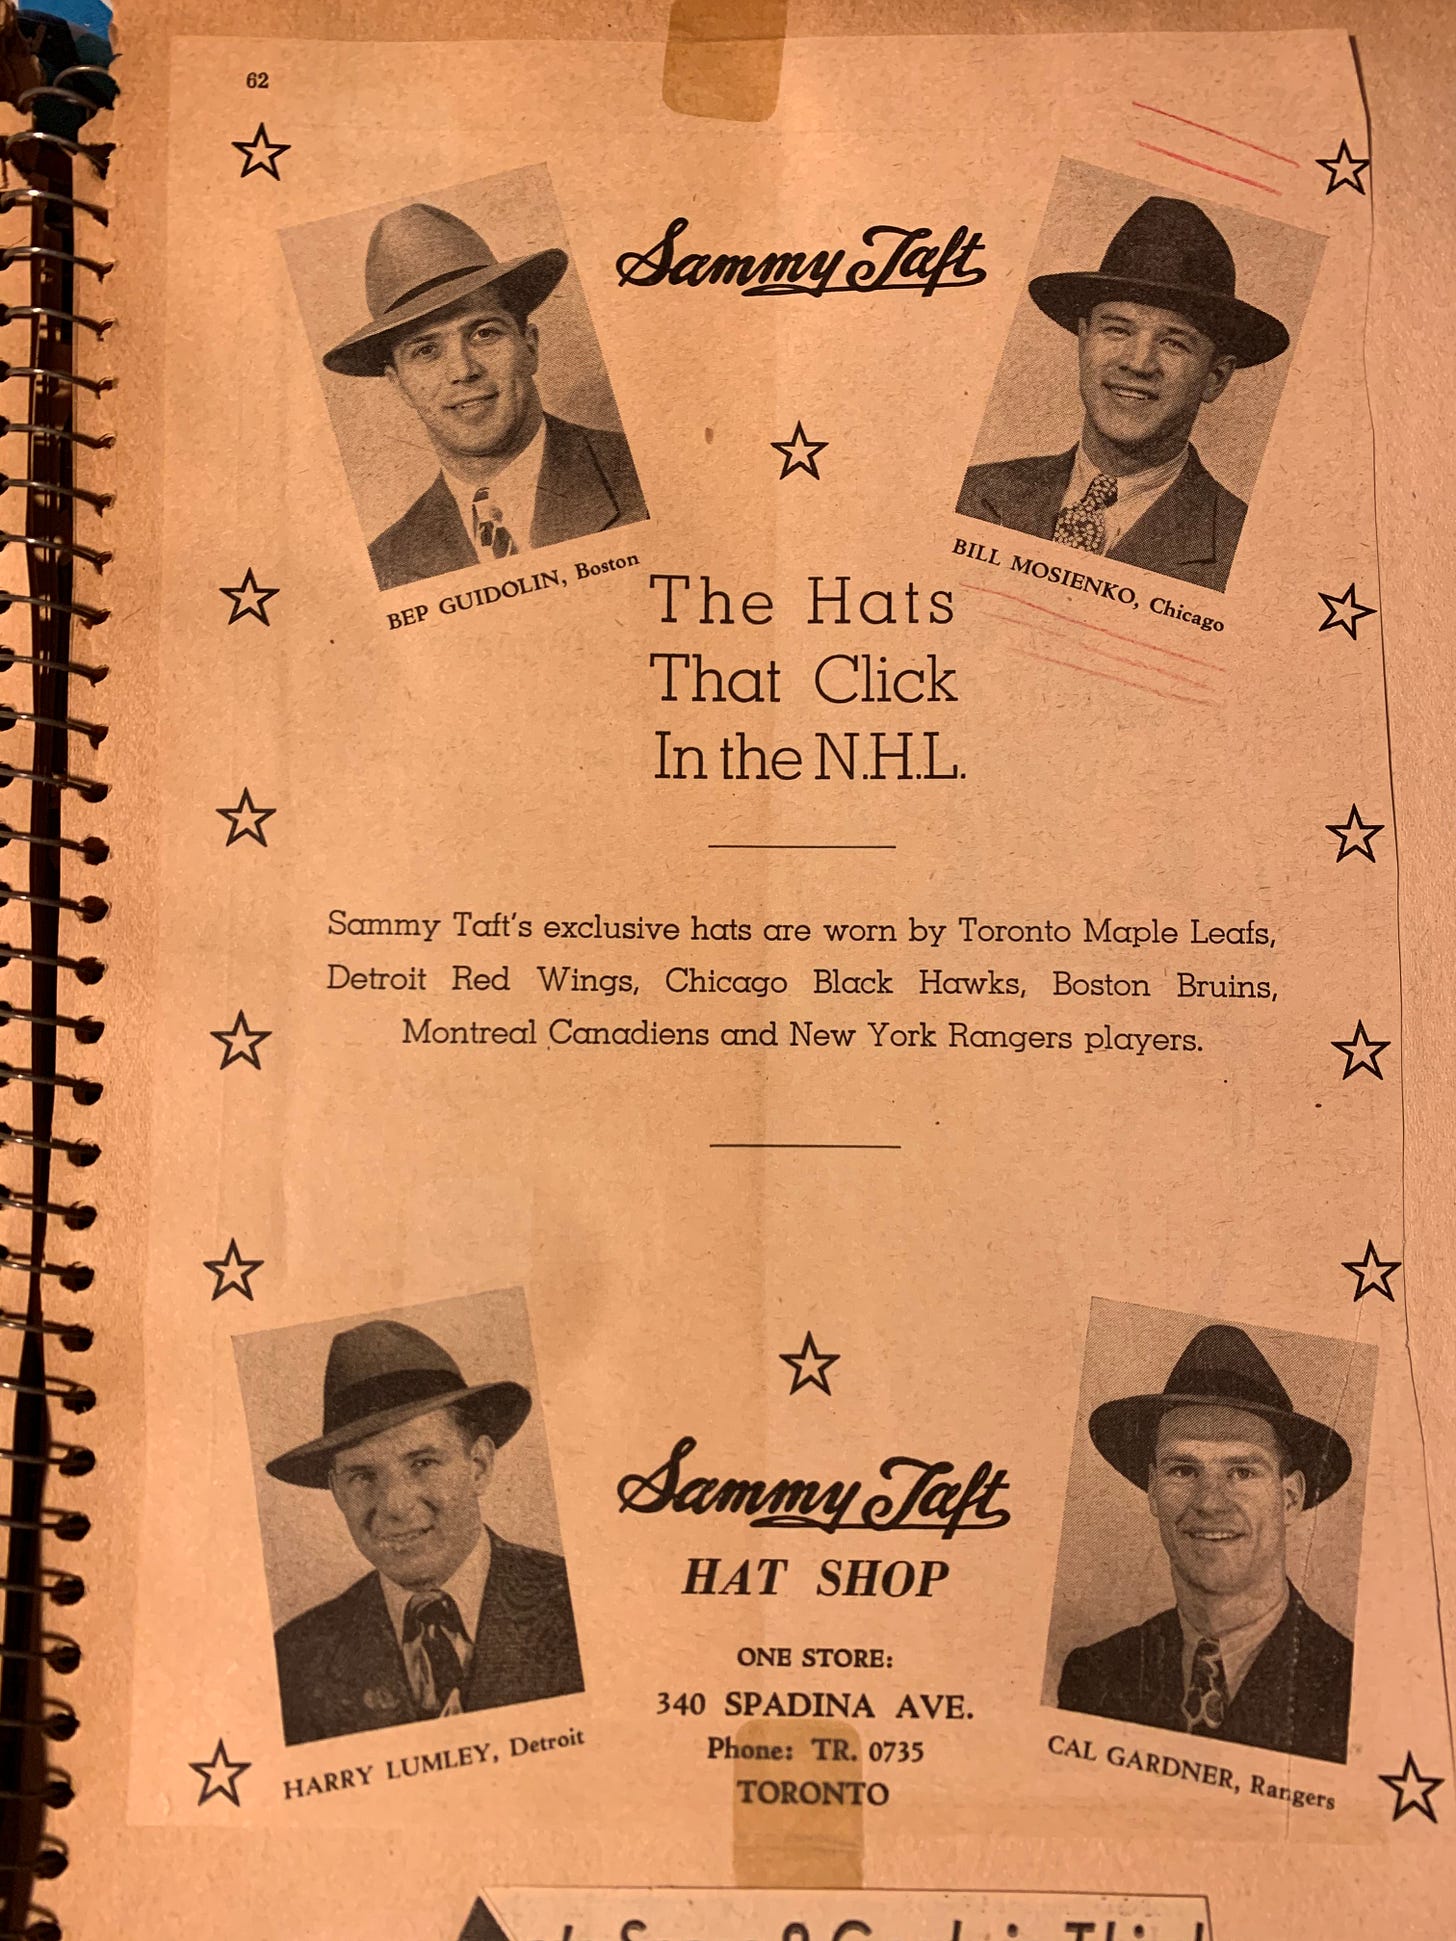 62
Sammy Taft
BEP GUIDOLIN, Boston
BILL MOSIENKO, Chicago
The Hats
That Click
In the N.H.L.
Sammy Taft's exclusive hats are worn by Toronto Maple Leafs,
Detroit Red Wings, Chicago Black Hawks, Boston Bruins,
Montreal Canadiens and New York Rangers players.
Sammy Taft
HAT SHOP
ONE STORE:
340 SPADINA AVE.
Phone: TR. 0735
TORONTO
HARRY LUMLEY, Detroit
CAL GARDNER, Rangers